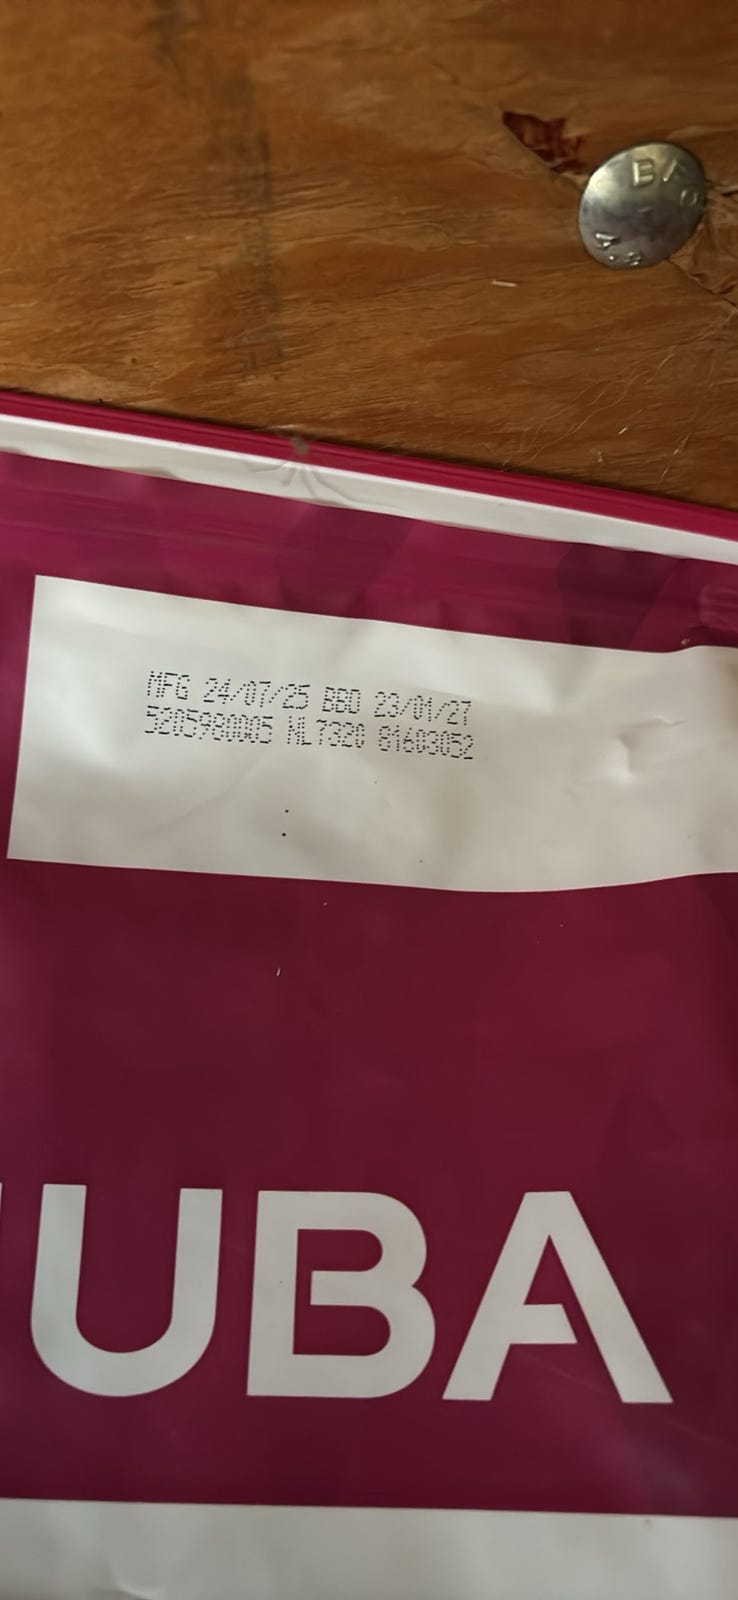 MFG 24/07/25 BBD 23/01/27
5205980005 NL7320 81603052
UBA